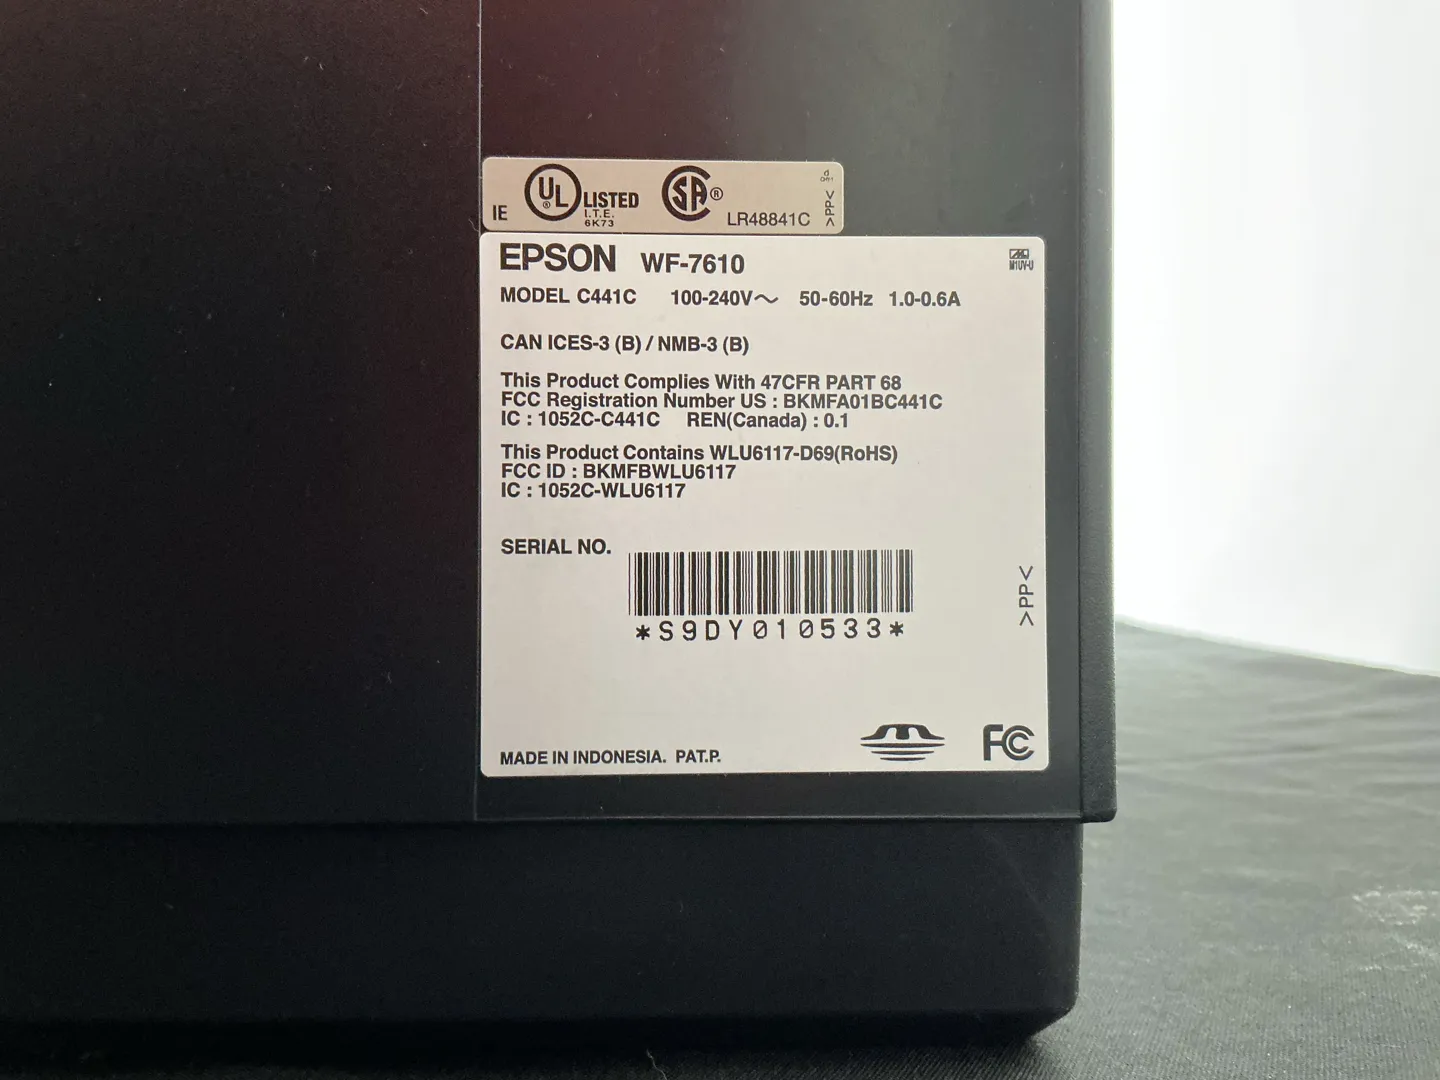 UL ® LISTED
I.T.E.
6K73
IE
SA ®
LR48841C
>PP<
EPSON WF-7610
MODEL C441C 100-240V～ 50-60Hz 1.0-0.6A
CAN ICES-3 (B) / NMB-3 (B)
This Product Complies With 47CFR PART 68
FCC Registration Number US : BKMFA01BC441C
IC : 1052C-C441C REN(Canada) : 0.1
This Product Contains WLU6117-D69(RoHS)
FCC ID : BKMFBWLU6117
IC : 1052C-WLU6117
SERIAL NO.
*S9DY010533*
>PP<
MADE IN INDONESIA. PAT.P.
FC